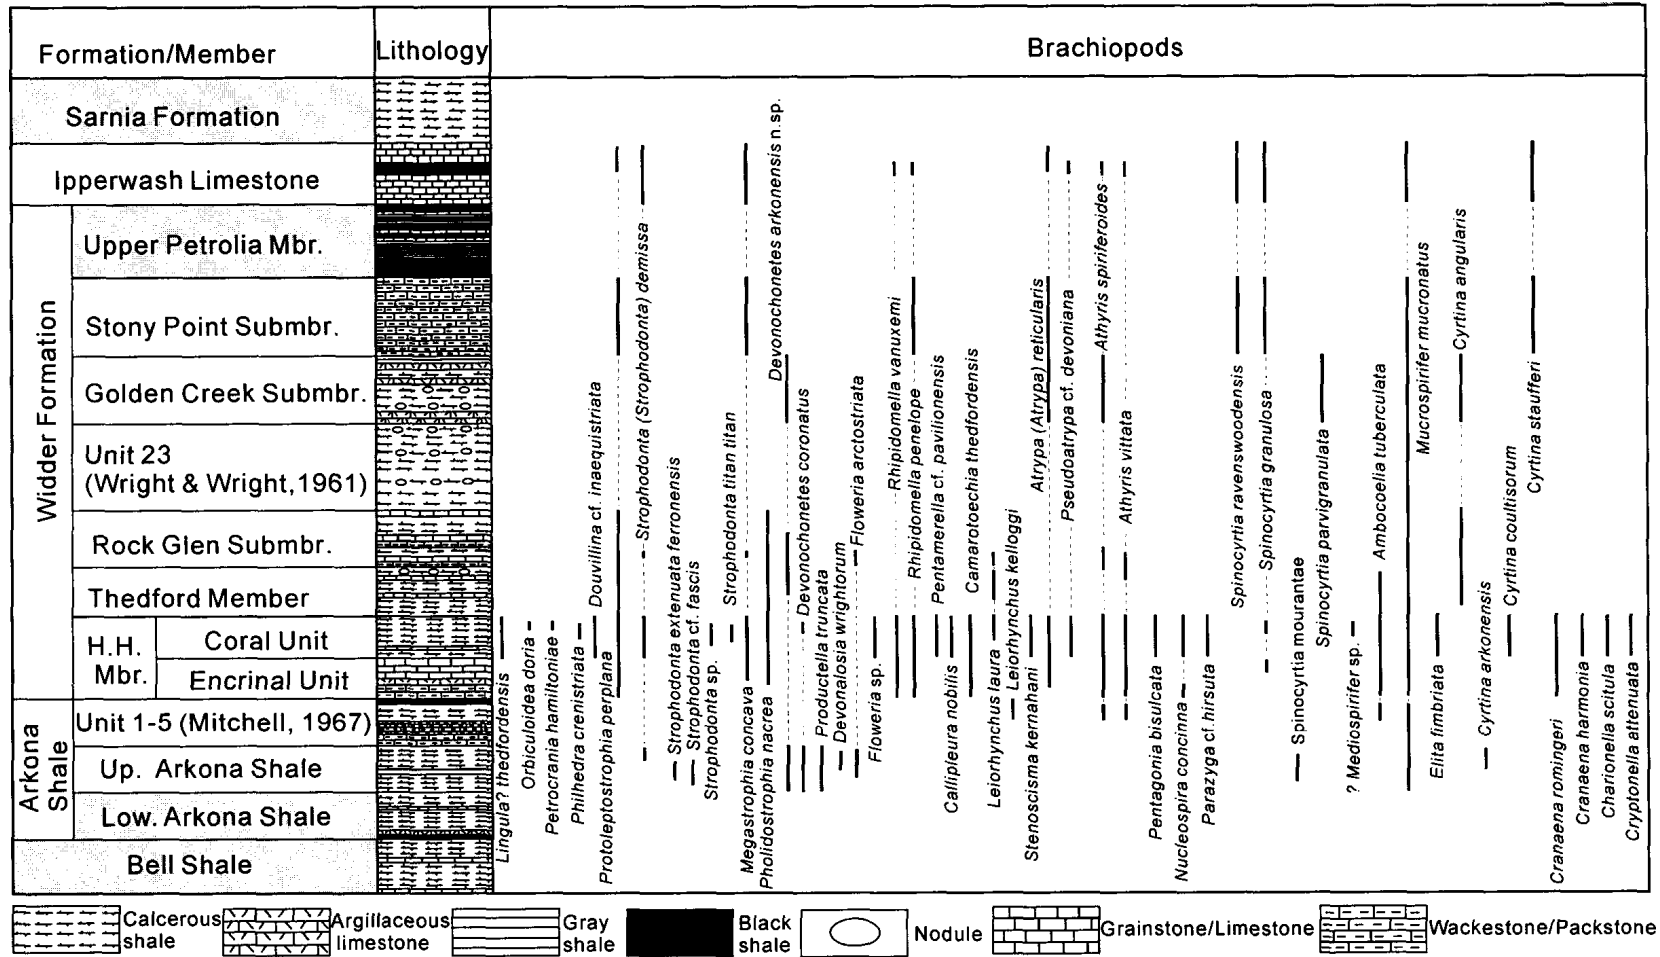 Formation/Member
Lithology
Brachiopods
Sarnia Formation
Ipperwash Limestone
Widder Formation
Upper Petrolia Mbr.
Stony Point Submbr.
Golden Creek Submbr.
Unit 23
(Wright & Wright, 1961)
Rock Glen Submbr.
Thedford Member
H.H.
Mbr.
Coral Unit
Encrinal Unit
Arkona
Shale
Unit 1-5 (Mitchell, 1967)
Up. Arkona Shale
Low. Arkona Shale
Bell Shale
Lingula? thedfordensis
Orbiculoidea doria
Petrocrania hamiltoniae
Philhedra crenistriata
Douvillina cf. inaequistriata
Protoleptostrophia perplana
Strophodonta (Strophodonta) demissa
Strophodonta extenuata ferronensis
Strophodonta cf. fascis
Strophodonta sp.
Strophodonta titan titan
Megastrophia concava
Pholidostrophia nacrea
Devonochonetes arkonensis n.sp.
Devonochonetes coronatus
Productella truncata
Devonalosia wrightorum
Floweria arctostriata
Floweria sp.
Rhipidomella vanuxemi
Rhipidomella penelope
Pentamerella cf. pavilionensis
Callipleura nobilis
Camarotoechia thedfordensis
Leiorhynchus laura
Leiorhynchus kelloggi
Stenoscisma kernahani
Atrypa (Atrypa) reticularis
Pseudoatrypa cf. devoniana
Athyris spiriferoides
Athyris vittata
Pentagonia bisulcata
Nucleospira concinna
Parazyga cf. hirsuta
Spinocyrtia ravenswoodensis
Spinocyrtia granulosa
Spinocyrtia mourantae
Spinocyrtia parvigranulata
? Mediospirifer sp.
Ambocoelia tuberculata
Mucrospirifer mucronatus
Elita fimbriata
Cyrtina angularis
Cyrtina arkonensis
Cyrtina coultisorum
Cyrtina staufferi
Cranaena romingeri
Cranaena harmonia
Charionella scitula
Cryptonella attenuata
Calcerous
shale
Argillaceous
limestone
Gray
shale
Black
shale
Nodule
Grainstone/Limestone
Wackestone/Packstone